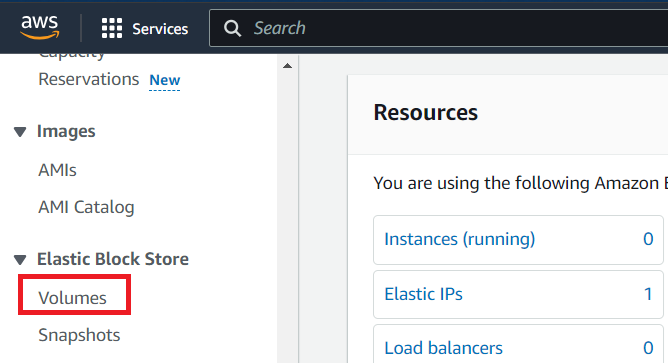 aws
Services
Search
Capacity
Reservations New
Images
AMIs
AMI Catalog
Elastic Block Store
Volumes
Snapshots
Resources
You are using the following Amazon
Instances (running) 0
Elastic IPs 1
Load balancers 0